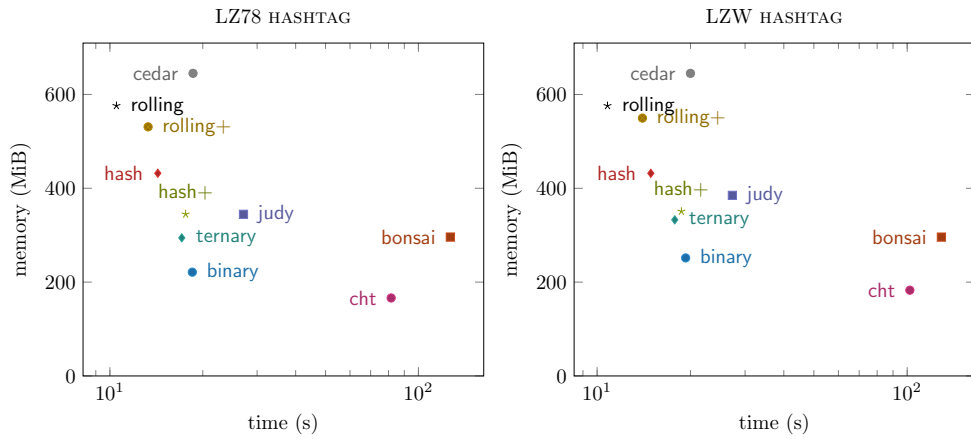 LZ78 HASHTAG
memory (MiB)
600
400
200
0
cedar
rolling
rolling+
hash
hash+
judy
ternary
bonsai
binary
cht
10¹
10²
time (s)
LZW HASHTAG
memory (MiB)
600
400
200
0
cedar
rolling
rolling+
hash
hash+
judy
ternary
bonsai
binary
cht
10¹
10²
time (s)